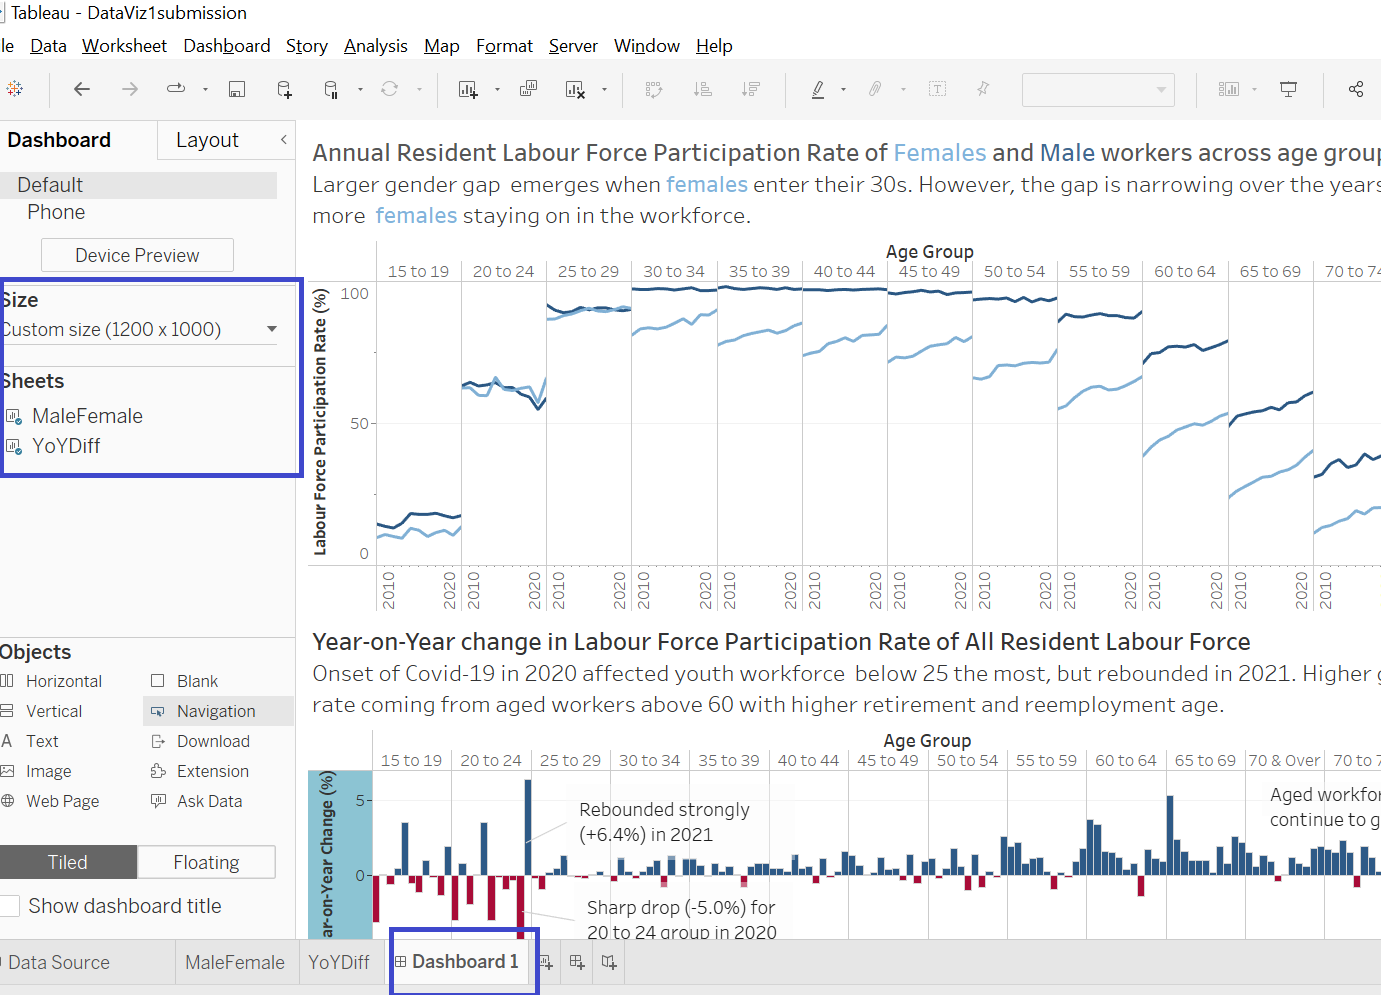 Tableau - DataViz1submission
le Data Worksheet Dashboard Story Analysis Map Format Server Window Help
Dashboard Layout
Default
Phone
Device Preview
Size
Custom size (1200 x 1000)
Sheets
MaleFemale
YoYDiff
Objects
Horizontal Blank
Vertical Navigation
Text Download
Image Extension
Web Page Ask Data
Tiled Floating
Show dashboard title
Annual Resident Labour Force Participation Rate of Females and Male workers across age group
Larger gender gap emerges when females enter their 30s. However, the gap is narrowing over the years
more females staying on in the workforce.
Age Group
15 to 19 20 to 24 25 to 29 30 to 34 35 to 39 40 to 44 45 to 49 50 to 54 55 to 59 60 to 64 65 to 69 70 to 74
Labour Force Participation Rate (%)
100
50
0
2010 2020 2010 2020 2010 2020 2010 2020 2010 2020 2010 2020 2010 2020 2010 2020 2010 2020 2010 2020 2010 2020 2010
Year-on-Year change in Labour Force Participation Rate of All Resident Labour Force
Onset of Covid-19 in 2020 affected youth workforce below 25 the most, but rebounded in 2021. Higher g
rate coming from aged workers above 60 with higher retirement and reemployment age.
Age Group
15 to 19 20 to 24 25 to 29 30 to 34 35 to 39 40 to 44 45 to 49 50 to 54 55 to 59 60 to 64 65 to 69 70 & Over 70 to 7
ar-on-Year Change (%)
5
0
Rebounded strongly
(+6.4%) in 2021
Sharp drop (-5.0%) for
20 to 24 group in 2020
Aged workfor
continue to g
Data Source MaleFemale YoYDiff Dashboard 1